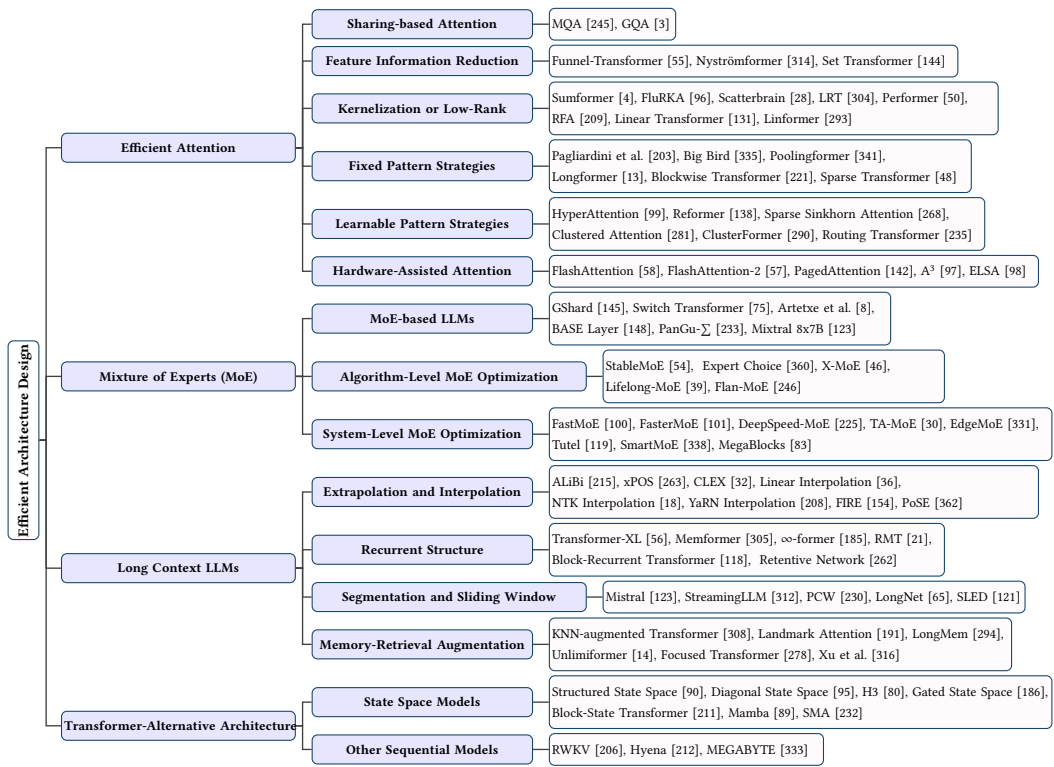 Efficient Architecture Design
Efficient Attention
Sharing-based Attention
MQA [245], GQA [3]
Feature Information Reduction
Funnel-Transformer [55], Nyströmformer [314], Set Transformer [144]
Kernelization or Low-Rank
Sumformer [4], FluRKA [96], Scatterbrain [28], LRT [304], Performer [50],
RFA [209], Linear Transformer [131], Linformer [293]
Fixed Pattern Strategies
Pagliardini et al. [203], Big Bird [335], Poolingformer [341],
Longformer [13], Blockwise Transformer [221], Sparse Transformer [48]
Learnable Pattern Strategies
HyperAttention [99], Reformer [138], Sparse Sinkhorn Attention [268],
Clustered Attention [281], ClusterFormer [290], Routing Transformer [235]
Hardware-Assisted Attention
FlashAttention [58], FlashAttention-2 [57], PagedAttention [142], A³ [97], ELSA [98]
Mixture of Experts (MoE)
MoE-based LLMs
GShard [145], Switch Transformer [75], Artetxe et al. [8],
BASE Layer [148], PanGu-∑ [233], Mixtral 8x7B [123]
Algorithm-Level MoE Optimization
StableMoE [54], Expert Choice [360], X-MoE [46],
Lifelong-MoE [39], Flan-MoE [246]
System-Level MoE Optimization
FastMoE [100], FasterMoE [101], DeepSpeed-MoE [225], TA-MoE [30], EdgeMoE [331],
Tutel [119], SmartMoE [338], MegaBlocks [83]
Long Context LLMs
Extrapolation and Interpolation
ALiBi [215], xPOS [263], CLEX [32], Linear Interpolation [36],
NTK Interpolation [18], YaRN Interpolation [208], FIRE [154], PoSE [362]
Recurrent Structure
Transformer-XL [56], Memformer [305], ∞-former [185], RMT [21],
Block-Recurrent Transformer [118], Retentive Network [262]
Segmentation and Sliding Window
Mistral [123], StreamingLLM [312], PCW [230], LongNet [65], SLED [121]
Memory-Retrieval Augmentation
KNN-augmented Transformer [308], Landmark Attention [191], LongMem [294],
Unlimiformer [14], Focused Transformer [278], Xu et al. [316]
Transformer-Alternative Architecture
State Space Models
Structured State Space [90], Diagonal State Space [95], H3 [80], Gated State Space [186],
Block-State Transformer [211], Mamba [89], SMA [232]
Other Sequential Models
RWKV [206], Hyena [212], MEGABYTE [333]